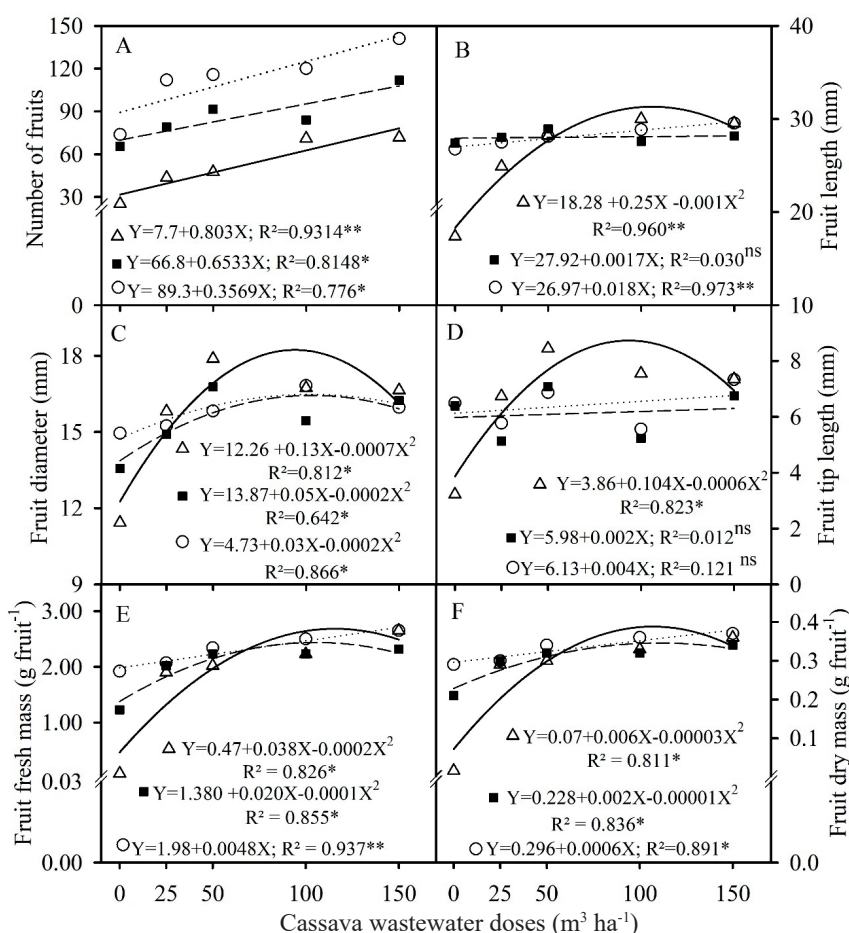 A
150
120
90
60
30
0
Number of fruits
Y=7.7+0.803X; R²=0.9314**
Y=66.8+0.6533X; R²=0.8148*
Y= 89.3+0.3569X; R²=0.776*
B
40
30
20
10
Fruit length (mm)
Y=18.28 +0.25X -0.001X²
R²=0.960**
Y=27.92+0.0017X; R²=0.030ns
Y=26.97+0.018X; R²=0.973**
C
18
15
12
9
Fruit diameter (mm)
Y=12.26 +0.13X-0.0007X²
R²=0.812*
Y=13.87+0.05X-0.0002X²
R²=0.642*
Y=4.73+0.03X-0.0002X²
R²=0.866*
D
8
6
4
2
0
Fruit tip length (mm)
Y=3.86+0.104X-0.0006X²
R²=0.823*
Y=5.98+0.002X; R²=0.012ns
Y=6.13+0.004X; R²=0.121 ns
E
3.00
2.00
1.00
0.03
0.00
Fruit fresh mass (g fruit⁻¹)
Y=0.47+0.038X-0.0002X²
R² = 0.826*
Y=1.380 +0.020X-0.0001X²
R²=0.855*
Y=1.98+0.0048X; R² = 0.937**
F
0.4
0.3
0.2
0.1
0.0
Fruit dry mass (g fruit⁻¹)
Y=0.07+0.006X-0.00003X²
R² = 0.811*
Y=0.228+0.002X-0.00001X²
R² = 0.836*
Y=0.296+0.0006X; R²=0.891*
0 25 50 100 150
0 25 50 100 150
Cassava wastewater doses (m³ ha⁻¹)